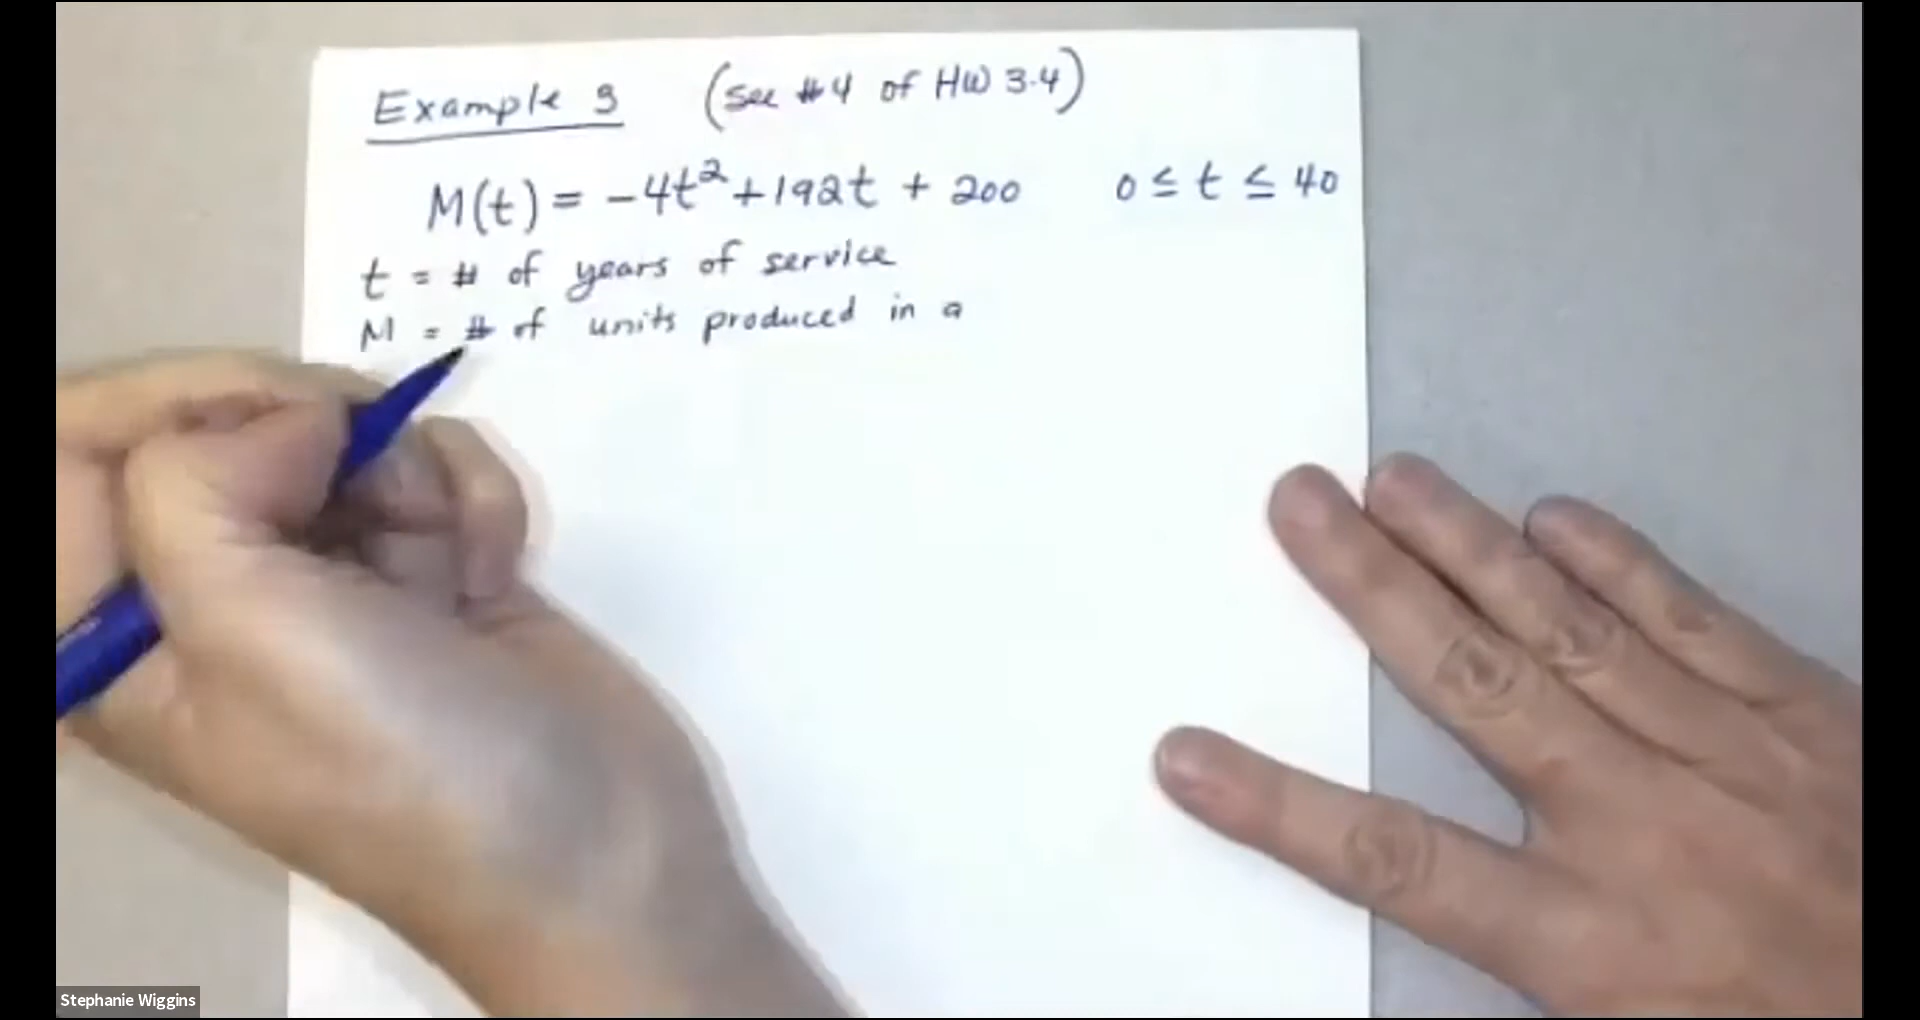 Example 3 (see #4 of HW 3.4)
M(t) = -4t² + 192t + 200 0 ≤ t ≤ 40
t = # of years of service
M = # of units produced in a
Stephanie Wiggins